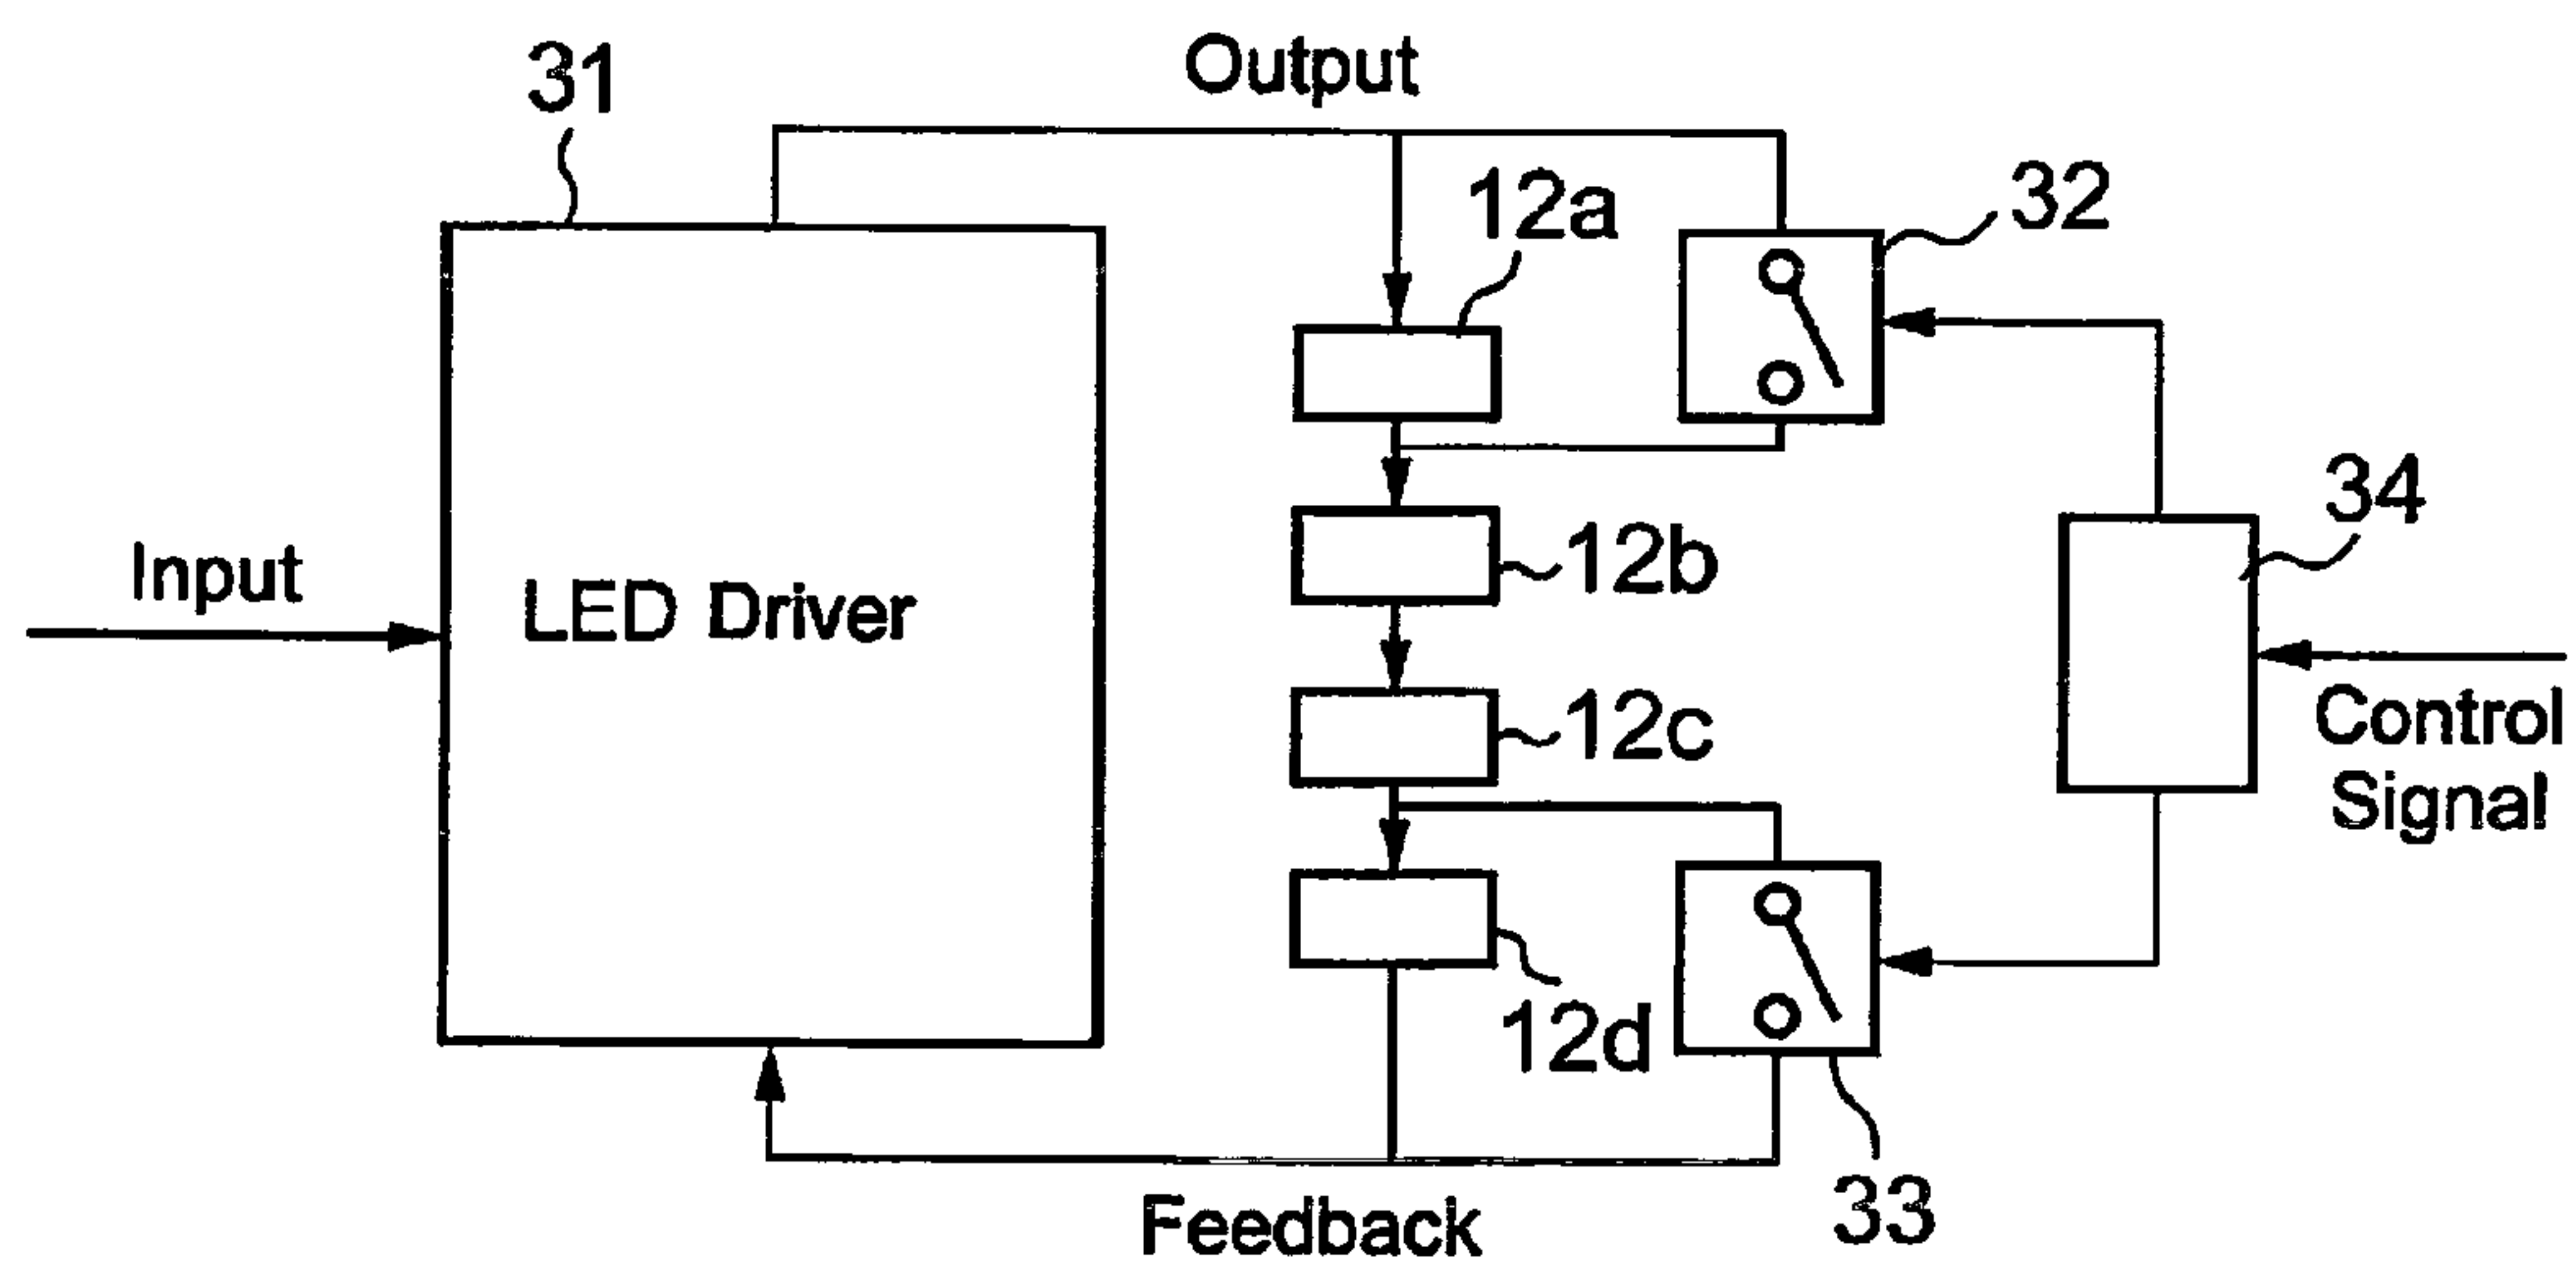 Output
31
12a
32
34
Input
LED Driver
12b
12c
Control
Signal
12d
33
Feedback